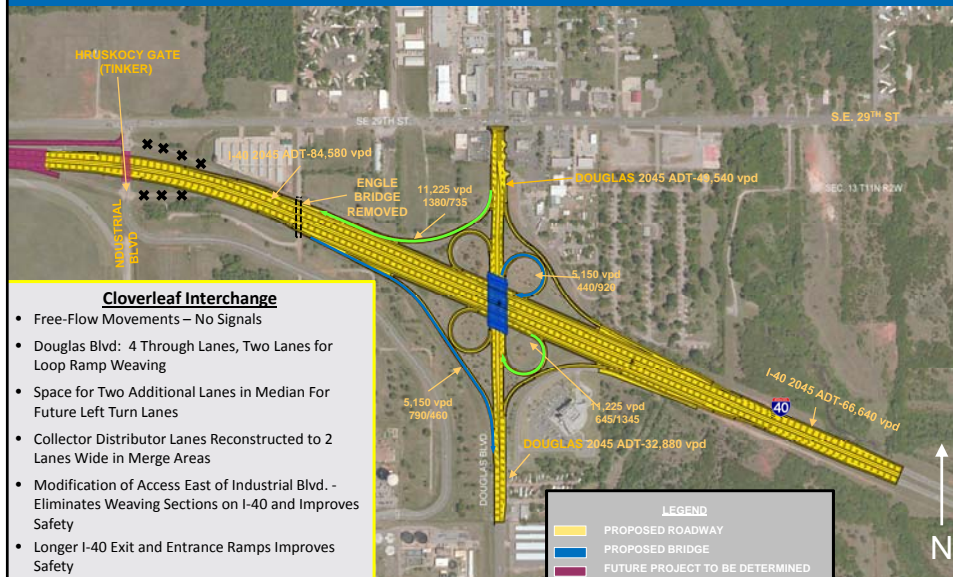 HRUSKOCY GATE
(TINKER)
SE 29TH ST.
S.E. 29TH ST
I-40 2045 ADT-84,580 vpd
ENGLE
BRIDGE
REMOVED
11,225 vpd
1380/735
DOUGLAS 2045 ADT-49,540 vpd
SEC. 13 T11N R2W
NDUSTRIAL
BLVD
5,150 vpd
440/920
Cloverleaf Interchange
• Free-Flow Movements – No Signals
• Douglas Blvd: 4 Through Lanes, Two Lanes for
Loop Ramp Weaving
• Space for Two Additional Lanes in Median For
Future Left Turn Lanes
• Collector Distributor Lanes Reconstructed to 2
Lanes Wide in Merge Areas
• Modification of Access East of Industrial Blvd. -
Eliminates Weaving Sections on I-40 and Improves
Safety
• Longer I-40 Exit and Entrance Ramps Improves
Safety
5,150 vpd
790/460
11,225 vpd
645/1345
I-40 2045 ADT-66,640 vpd
40
DOUGLAS BLVD
DOUGLAS 2045 ADT-32,880 vpd
LEGEND
PROPOSED ROADWAY
PROPOSED BRIDGE
FUTURE PROJECT TO BE DETERMINED
N